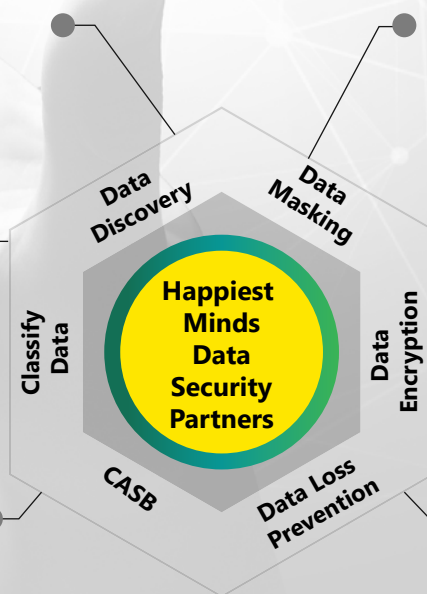 Data
Discovery
Data
Masking
Classify
Data
Happiest
Minds
Data
Security
Partners
Data
Encryption
CASB
Data Loss
Prevention